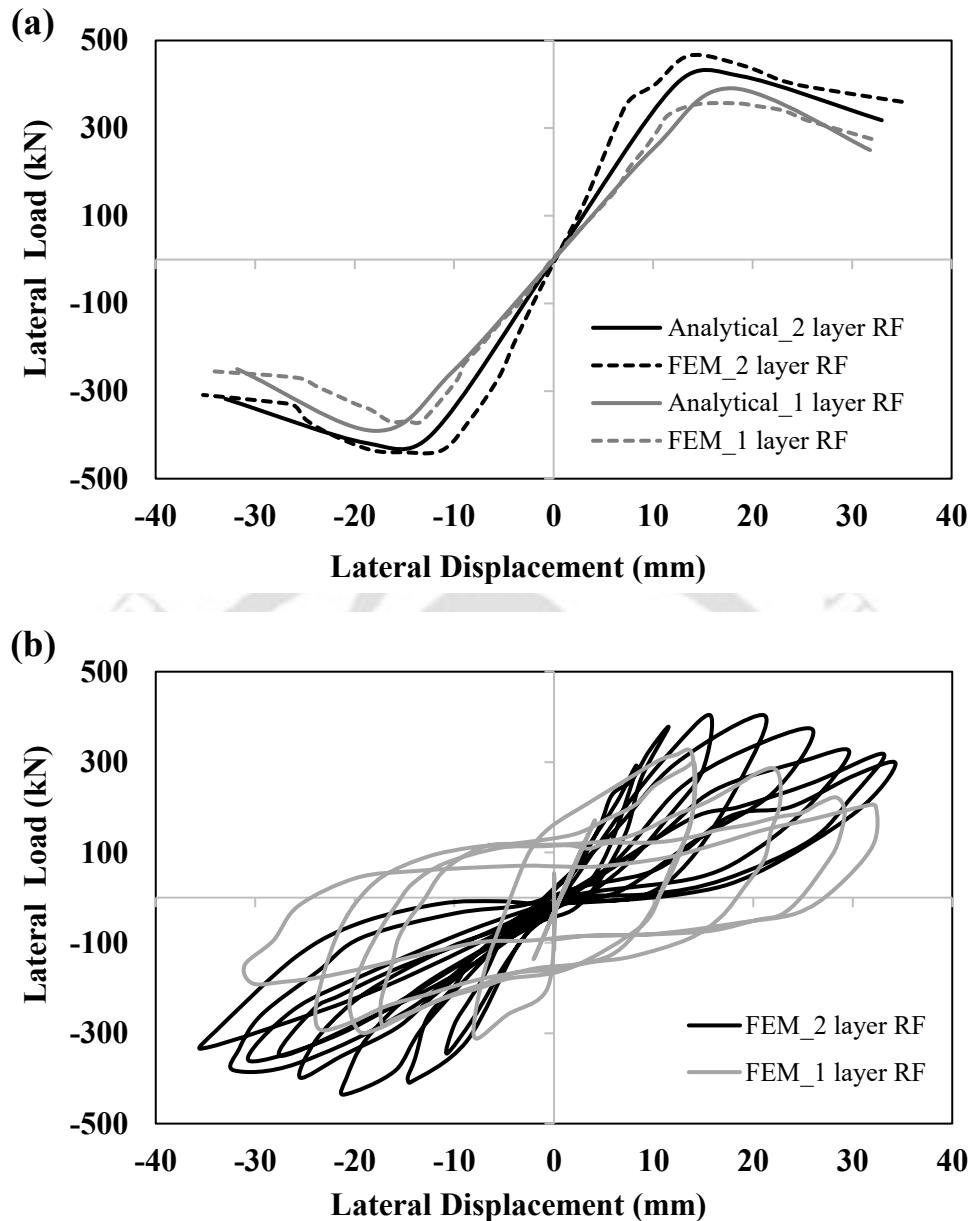 (a)
500
300
100
-100
-300
-500
Lateral Load (kN)
-40 -30 -20 -10 0 10 20 30 40
Lateral Displacement (mm)
Analytical_2 layer RF
FEM_2 layer RF
Analytical_1 layer RF
FEM_1 layer RF
(b)
500
300
100
-100
-300
-500
Lateral Load (kN)
-40 -30 -20 -10 0 10 20 30 40
Lateral Displacement (mm)
FEM_2 layer RF
FEM_1 layer RF